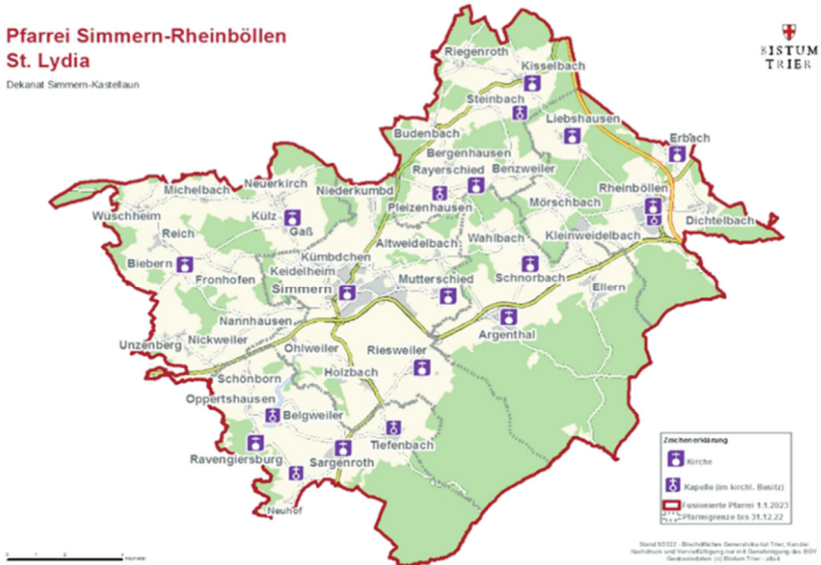 Pfarrei Simmern-Rheinböllen
St. Lydia
Dekanat Simmern-Kastellaun
BISTUM
TRIER
Riegenroth
Kisselbach
Steinbach
Liebshausen
Budenbach
Erbach
Bergenhausen
Rayerschied
Benzweiler
Neuerkirch
Michelbach
Niederkumbd
Rheinböllen
Pleizenhausen
Mörschbach
Wüschheim
Külz
Dichtelbach
Reich
Gaß
Altweidelbach
Wahlbach
Kleinweidelbach
Kümbdchen
Biebern
Keidelheim
Fronhofen
Mutterschied
Schnorbach
Simmern
Ellern
Nannhausen
Argenthal
Unzenberg
Nickweiler
Ohlweiler
Riesweiler
Schönborn
Holzbach
Oppertshausen
Belgweiler
Tiefenbach
Ravengiersburg
Sargenroth
Neuhof
Zeichenerklärung
Kirche
Kapelle (im kirchl. Besitz)
Fusionierte Pfarrei 1.1.2023
Pfarreigrenze bis 31.12.22